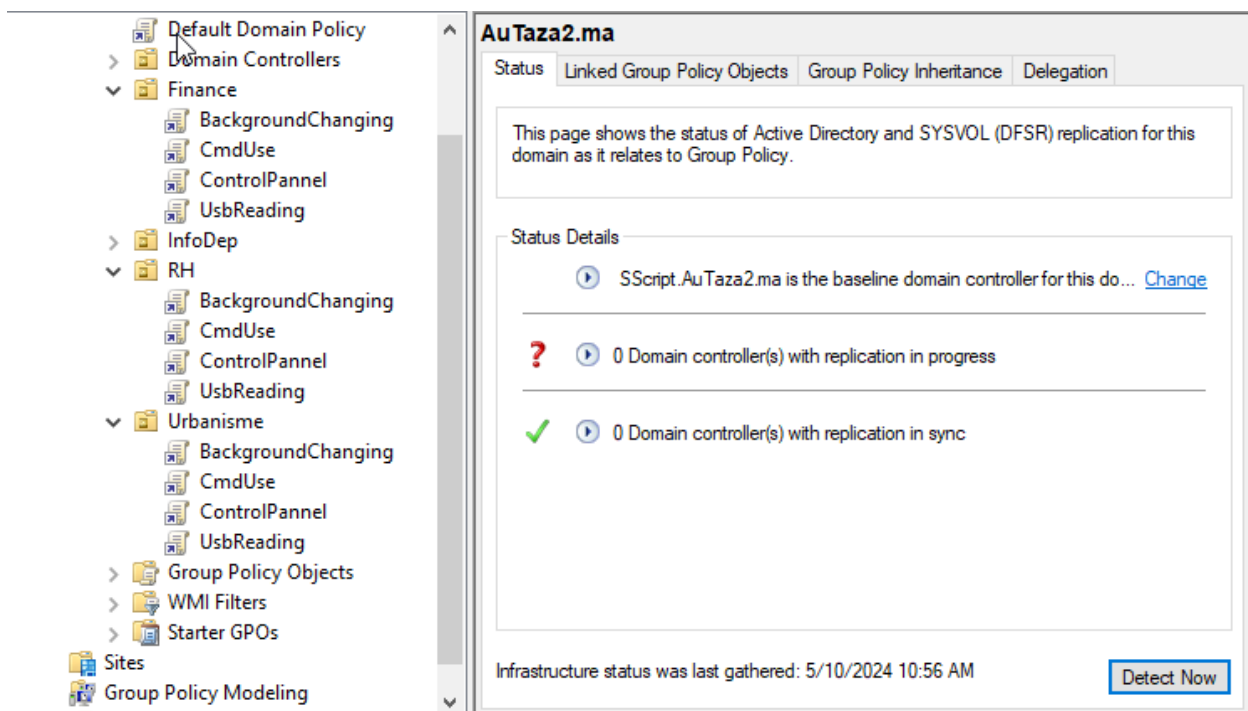 Default Domain Policy
Domain Controllers
Finance
BackgroundChanging
CmdUse
ControlPannel
UsbReading
InfoDep
RH
BackgroundChanging
CmdUse
ControlPannel
UsbReading
Urbanisme
BackgroundChanging
CmdUse
ControlPannel
UsbReading
Group Policy Objects
WMI Filters
Starter GPOs
Sites
Group Policy Modeling
AuTaza2.ma
Status Linked Group Policy Objects Group Policy Inheritance Delegation
This page shows the status of Active Directory and SYSVOL (DFSR) replication for this
domain as it relates to Group Policy.
Status Details
SScript.AuTaza2.ma is the baseline domain controller for this do... Change
0 Domain controller(s) with replication in progress
0 Domain controller(s) with replication in sync
Infrastructure status was last gathered: 5/10/2024 10:56 AM
Detect Now